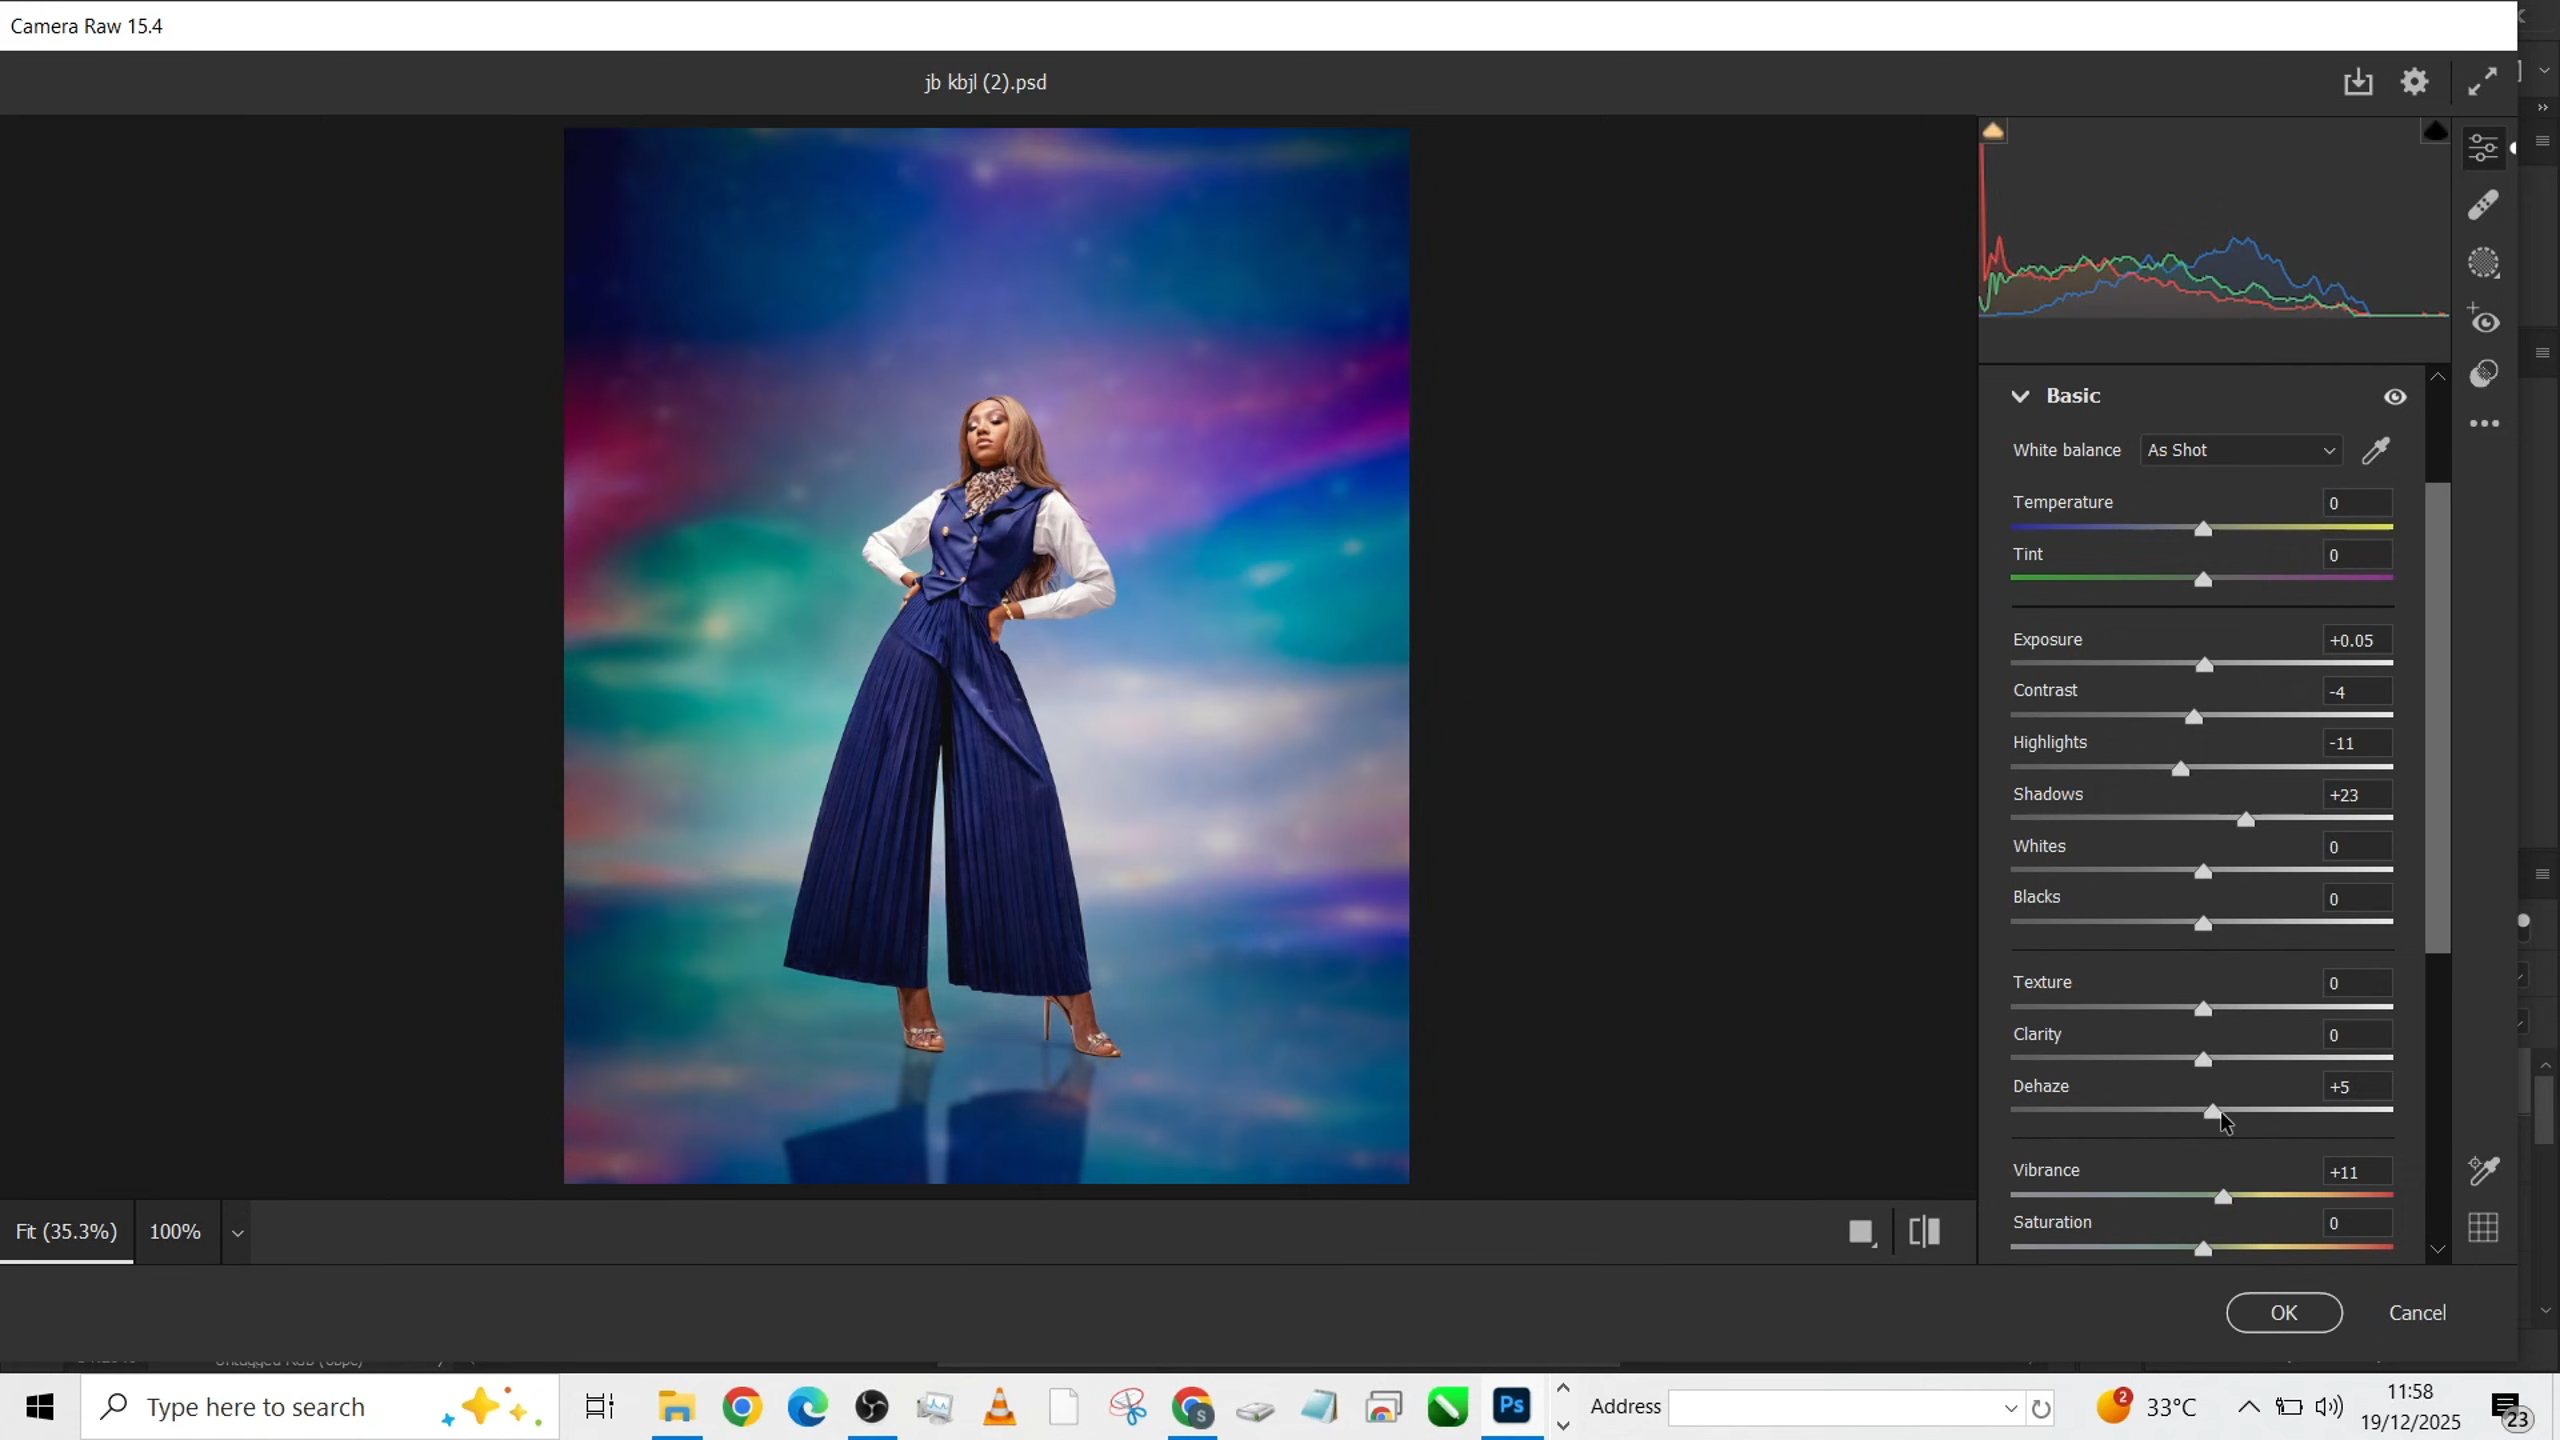 Camera Raw 15.4
jb kbjl (2).psd
Basic
White balance As Shot
Temperature 0
Tint 0
Exposure +0.05
Contrast -4
Highlights -11
Shadows +23
Whites 0
Blacks 0
Texture 0
Clarity 0
Dehaze +5
Vibrance +11
Saturation 0
Fit (35.3%) 100%
OK Cancel
Type here to search
S
Ps
Address
2
33°C
11:58
19/12/2025
23